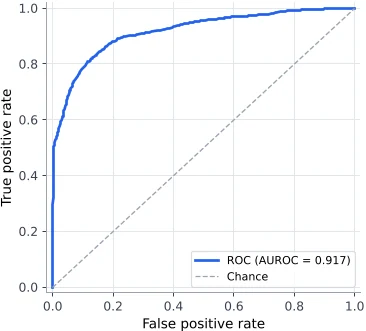 1.0
0.8
0.6
0.4
0.2
0.0
True positive rate
ROC (AUROC = 0.917)
Chance
0.0 0.2 0.4 0.6 0.8 1.0
False positive rate